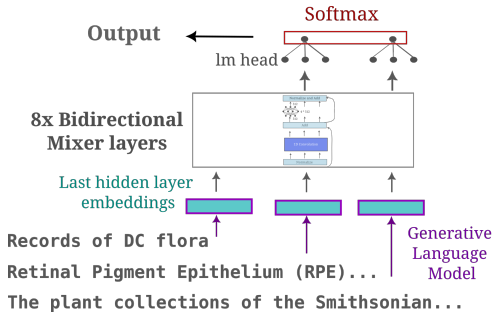 Softmax
Output
lm head
8x Bidirectional
Mixer layers
Last hidden layer
embeddings
Records of DC flora
Generative
Language
Model
Retinal Pigment Epithelium (RPE)...
The plant collections of the Smithsonian...